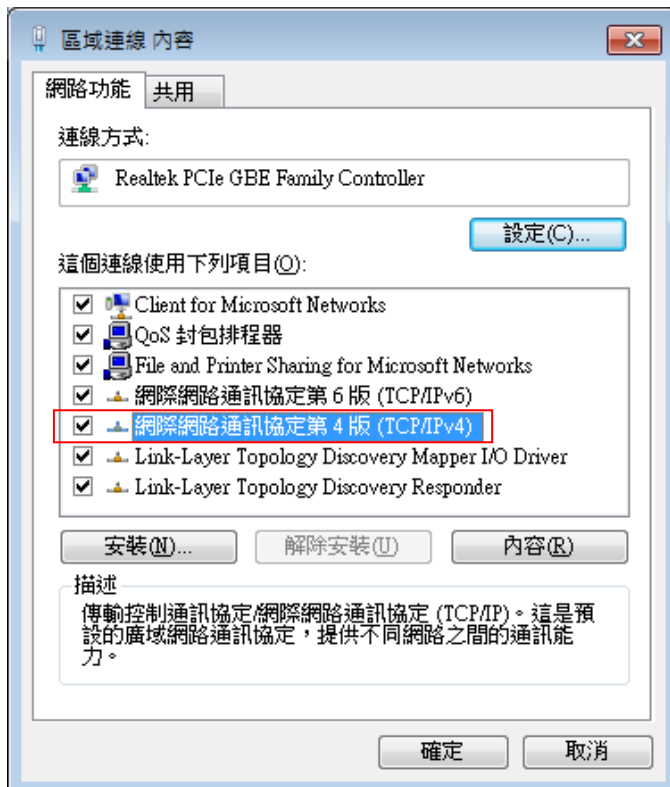 區域連線 內容
網路功能 共用
連線方式:
Realtek PCIe GBE Family Controller
設定(C)...
這個連線使用下列項目(O):
Client for Microsoft Networks
QoS 封包排程器
File and Printer Sharing for Microsoft Networks
網際網路通訊協定第 6 版 (TCP/IPv6)
網際網路通訊協定第 4 版 (TCP/IPv4)
Link-Layer Topology Discovery Mapper I/O Driver
Link-Layer Topology Discovery Responder
安裝(N)... 解除安裝(U) 內容(R)
描述
傳輸控制通訊協定/網際網路通訊協定 (TCP/IP)。這是預
設的廣域網路通訊協定，提供不同網路之間的通訊能
力。
確定 取消